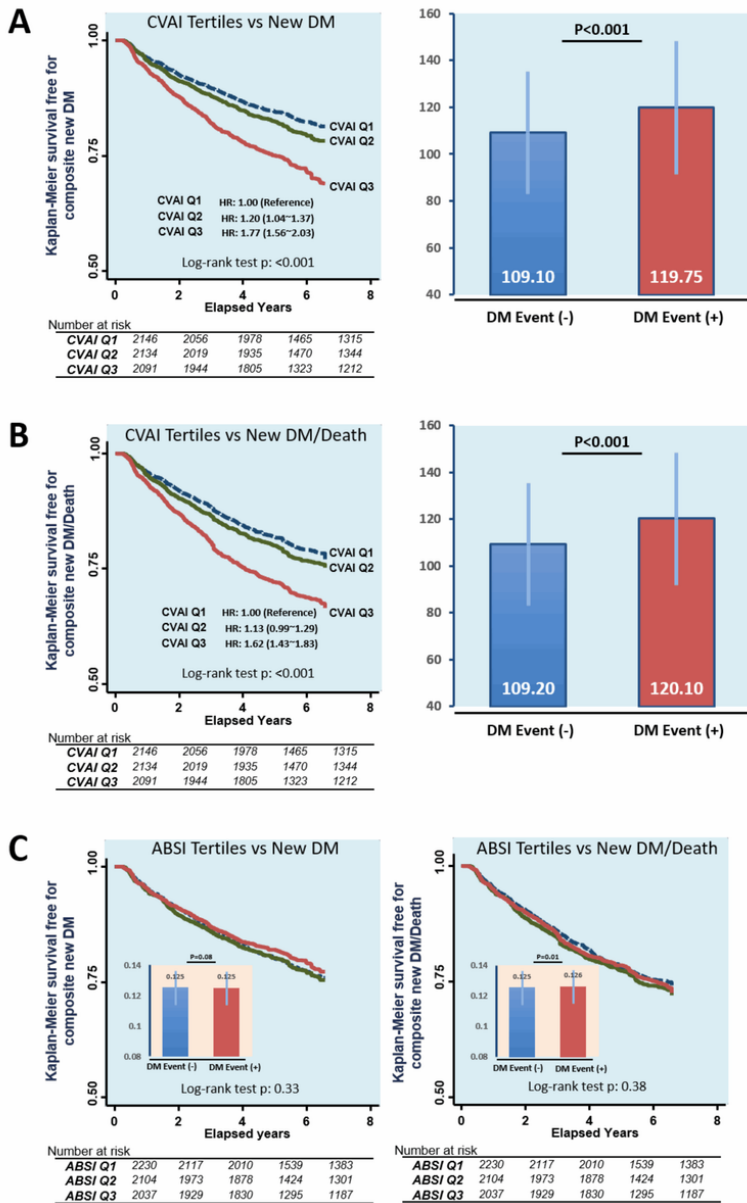 A
CVAI Tertiles vs New DM
Kaplan-Meier survival free for
composite new DM
1.00
0.75
0.50
CVAI Q1
CVAI Q2
CVAI Q3
CVAI Q1 HR: 1.00 (Reference)
CVAI Q2 HR: 1.20 (1.04~1.37)
CVAI Q3 HR: 1.77 (1.56~2.03)
Log-rank test p: <0.001
0 2 4 6 8
Elapsed Years
Number at risk
CVAI Q1 2146 2056 1978 1465 1315
CVAI Q2 2134 2019 1935 1470 1344
CVAI Q3 2091 1944 1805 1323 1212
160
140
120
100
80
60
40
P<0.001
109.10
119.75
DM Event (-) DM Event (+)
B
CVAI Tertiles vs New DM/Death
Kaplan-Meier survival free for
composite new DM/Death
1.00
0.75
0.50
CVAI Q1
CVAI Q2
CVAI Q3
CVAI Q1 HR: 1.00 (Reference)
CVAI Q2 HR: 1.13 (0.99~1.29)
CVAI Q3 HR: 1.62 (1.43~1.83)
Log-rank test p: <0.001
0 2 4 6 8
Elapsed Years
Number at risk
CVAI Q1 2146 2056 1978 1465 1315
CVAI Q2 2134 2019 1935 1470 1344
CVAI Q3 2091 1944 1805 1323 1212
160
140
120
100
80
60
40
P<0.001
109.20
120.10
DM Event (-) DM Event (+)
C
ABSI Tertiles vs New DM
Kaplan-Meier survival free for
composite new DM
1.00
0.75
0.50
0.14
0.12
0.1
0.08
P=0.08
0.125
0.125
DM Event (-) DM Event (+)
Log-rank test p: 0.33
0 2 4 6 8
Elapsed years
Number at risk
ABSI Q1 2230 2117 2010 1539 1383
ABSI Q2 2104 1973 1878 1424 1301
ABSI Q3 2037 1929 1830 1295 1187
ABSI Tertiles vs New DM/Death
Kaplan-Meier survival free for
composite new DM/Death
1.00
0.75
0.50
0.14
0.12
0.1
0.08
P=0.01
0.125
0.126
DM Event (-) DM Event (+)
Log-rank test p: 0.38
0 2 4 6 8
Elapsed Years
Number at risk
ABSI Q1 2230 2117 2010 1539 1383
ABSI Q2 2104 1973 1878 1424 1301
ABSI Q3 2037 1929 1830 1295 1187